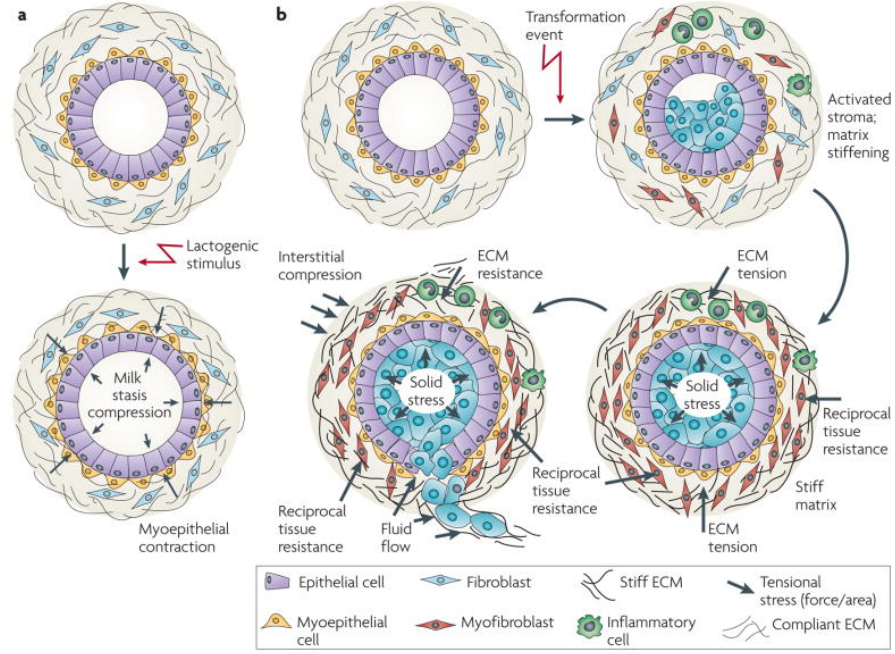 a
b
Transformation
event
Activated
stroma;
matrix
stiffening
Lactogenic
stimulus
Milk
stasis
compression
Myoepithelial
contraction
Interstitial
compression
ECM
resistance
Solid
stress
Reciprocal
tissue
resistance
Fluid
flow
Reciprocal
tissue
resistance
ECM
tension
Solid
stress
Reciprocal
tissue
resistance
Stiff
matrix
ECM
tension
Epithelial cell
Fibroblast
Stiff ECM
Tensional
stress (force/area)
Myoepithelial
cell
Myofibroblast
Inflammatory
cell
Compliant ECM